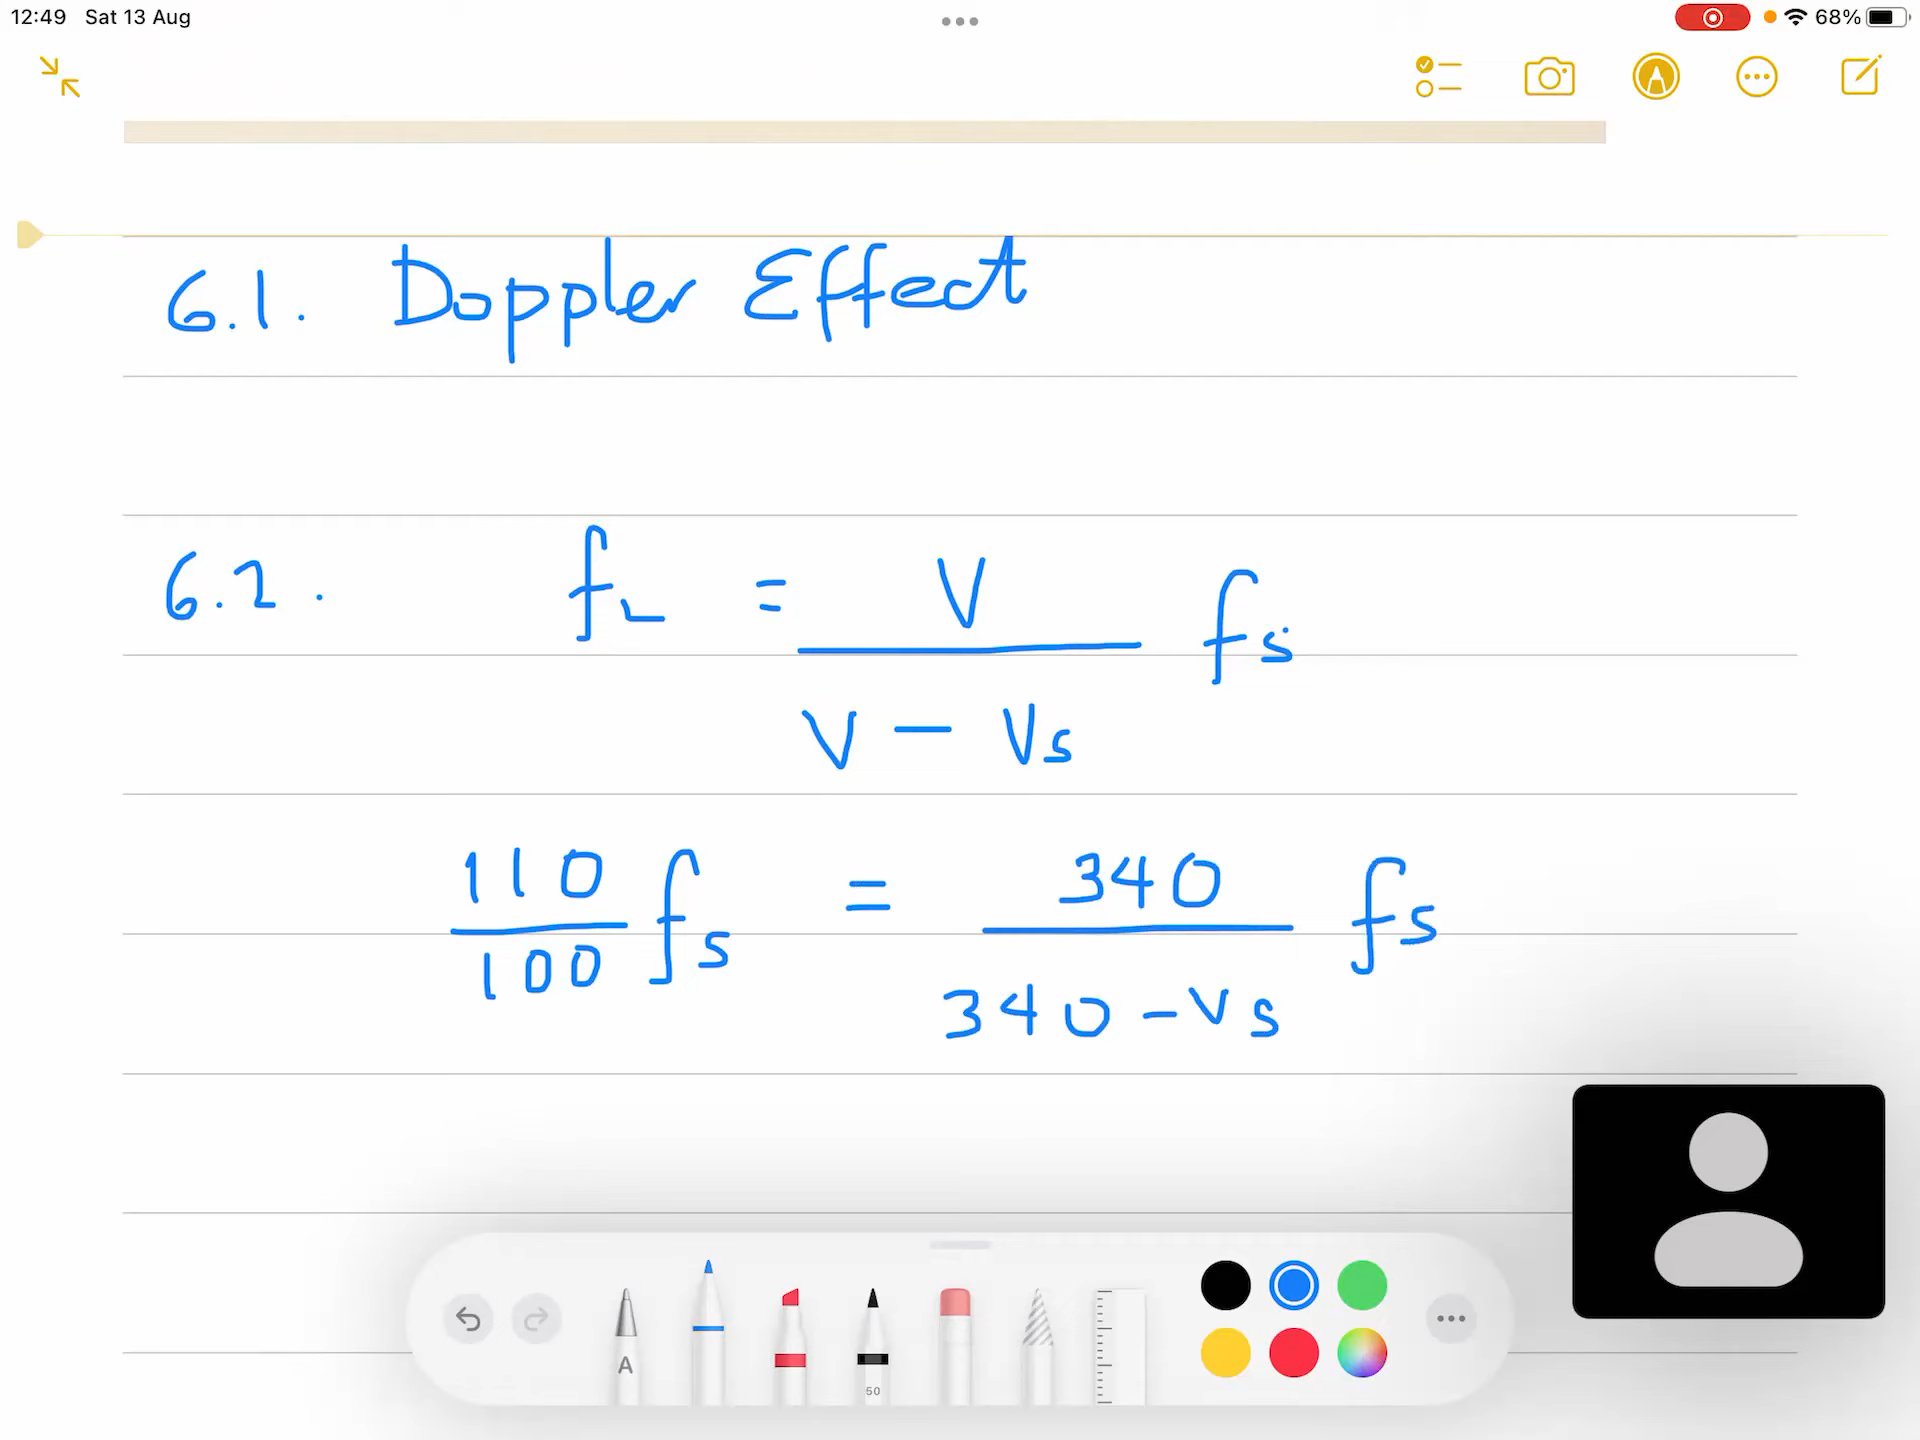 12:49 Sat 13 Aug 68%
6.1. Doppler Effect
6.2. fL = V / V - Vs fs
110 / 100 fs = 340 / 340 - Vs fs
A
50